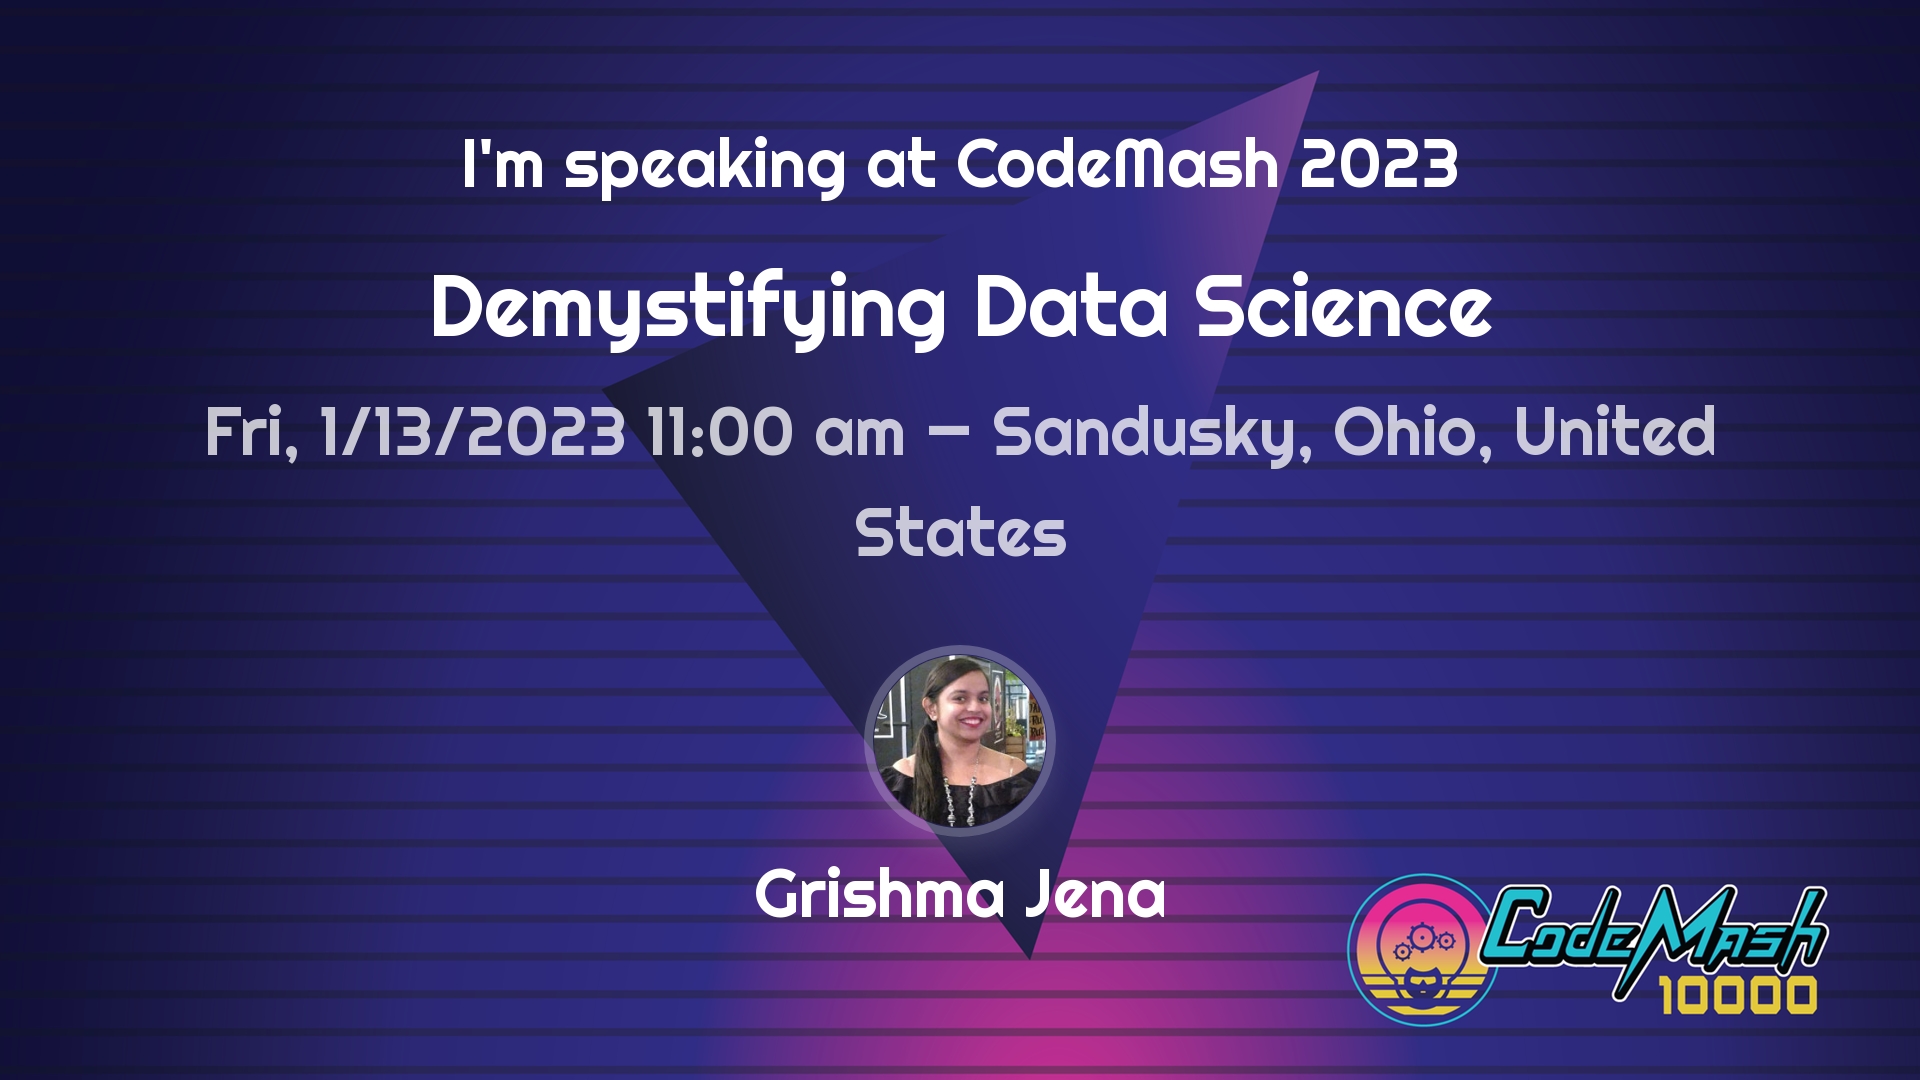 I'm speaking at CodeMash 2023
Demystifying Data Science
Fri, 1/13/2023 11:00 am – Sandusky, Ohio, United
States
Grishma Jena
CodeMash
10000